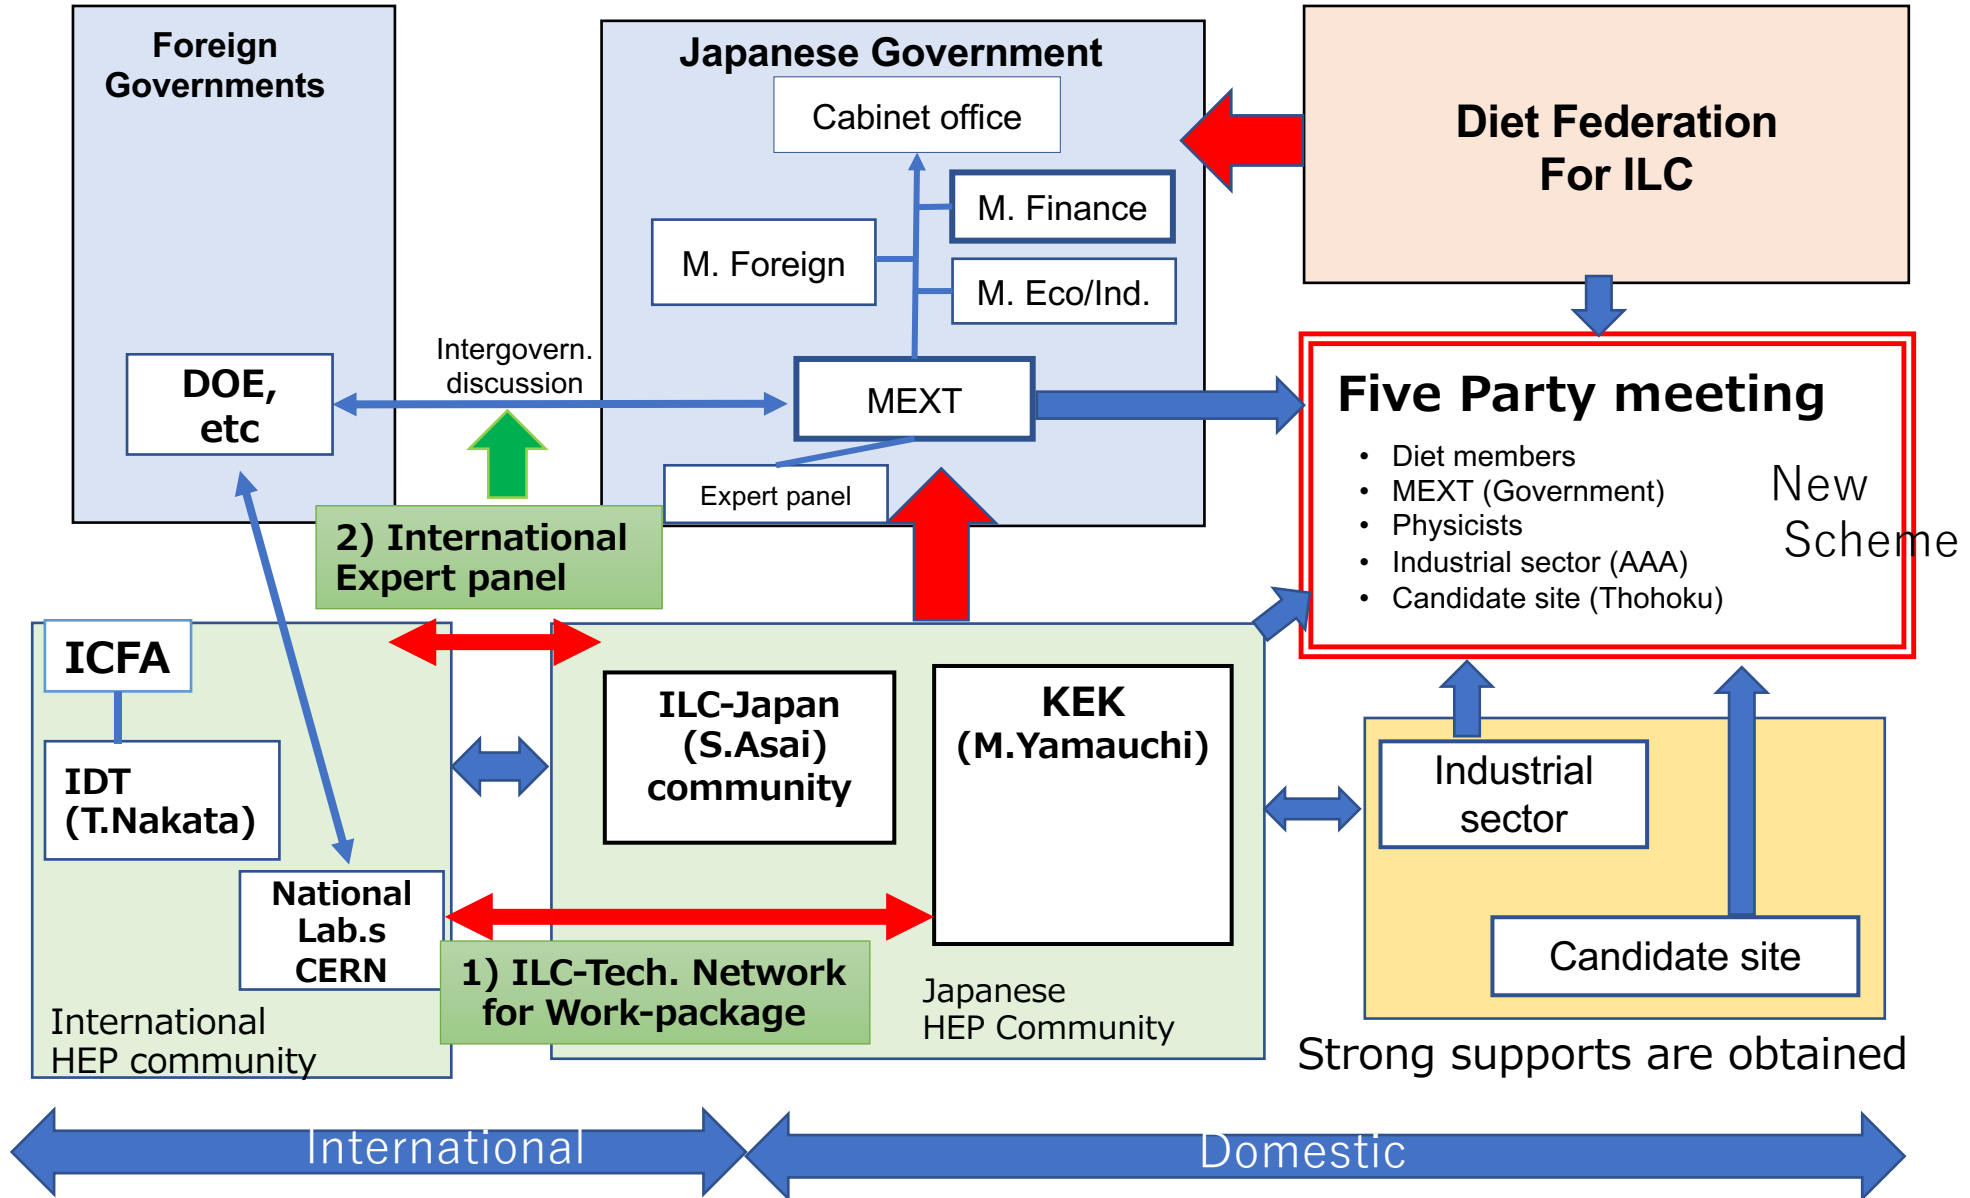 Foreign
Governments
Japanese Government
Cabinet office
M. Finance
M. Foreign
M. Eco/Ind.
Diet Federation
For ILC
DOE,
etc
Intergovern.
discussion
MEXT
Expert panel
Five Party meeting
• Diet members
• MEXT (Government)
• Physicists
• Industrial sector (AAA)
• Candidate site (Thohoku)
New
Scheme
2) International
Expert panel
ICFA
IDT
(T.Nakata)
National
Lab.s
CERN
International
HEP community
ILC-Japan
(S.Asai)
community
KEK
(M.Yamauchi)
1) ILC-Tech. Network
for Work-package
Japanese
HEP Community
Industrial
sector
Candidate site
Strong supports are obtained
International
Domestic